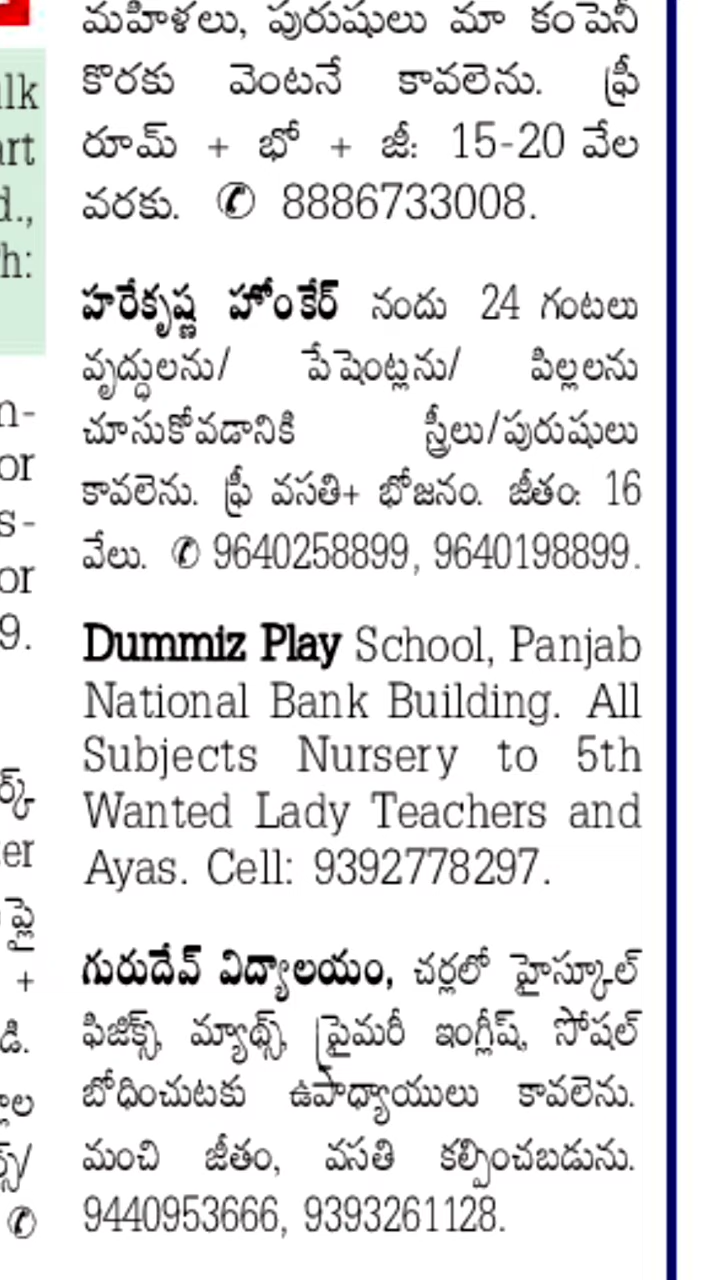 మహిళలు, పురుషులు మా కంపెనీ
కొరకు వెంటనే కావలెను. ఫ్రీ
రూమ్ + భో + జీ: 15-20 వేల
వరకు. ✆ 8886733008.
హరేకృష్ణ హోంకేర్ నందు 24 గంటలు
వృద్ధులను/ పేషెంట్లను/ పిల్లలను
చూసుకోవడానికి స్త్రీలు/పురుషులు
కావలెను. ఫ్రీ వసతి+ భోజనం. జీతం: 16
వేలు. ✆ 9640258899, 9640198899.
Dummiz Play School, Panjab
National Bank Building. All
Subjects Nursery to 5th
Wanted Lady Teachers and
Ayas. Cell: 9392778297.
గురుదేవ్ విద్యాలయం, చర్లలో హైస్కూల్
ఫిజిక్స్, మ్యాథ్స్, ప్రైమరీ ఇంగ్లీష్, సోషల్
బోధించుటకు ఉపాధ్యాయులు కావలెను.
మంచి జీతం, వసతి కల్పించబడును.
9440953666, 9393261128.